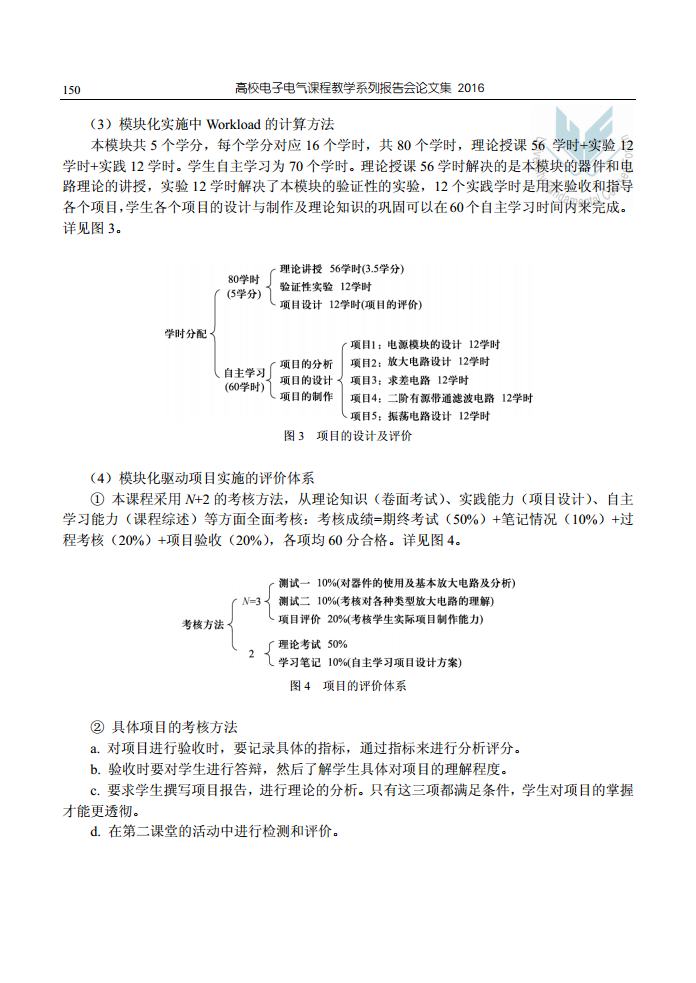 150 高校电子电气课程教学系列报告会论文集 2016
（3）模块化实施中 Workload 的计算方法
本模块共 5 个学分，每个学分对应 16 个学时，共 80 个学时，理论授课 56 学时+实验 12
学时+实践 12 学时。学生自主学习为 70 个学时。理论授课 56 学时解决的是本模块的器件和电
路理论的讲授，实验 12 学时解决了本模块的验证性的实验，12 个实践学时是用来验收和指导
各个项目，学生各个项目的设计与制作及理论知识的巩固可以在 60 个自主学习时间内来完成。
详见图 3。
学时分配
80学时
(5学分)
理论讲授 56学时(3.5学分)
验证性实验 12学时
项目设计 12学时(项目的评价)
自主学习
(60学时)
项目的分析
项目的设计
项目的制作
项目1：电源模块的设计 12学时
项目2：放大电路设计 12学时
项目3：求差电路 12学时
项目4：二阶有源带通滤波电路 12学时
项目5：振荡电路设计 12学时
图 3 项目的设计及评价
（4）模块化驱动项目实施的评价体系
① 本课程采用 N+2 的考核方法，从理论知识（卷面考试）、实践能力（项目设计）、自主
学习能力（课程综述）等方面全面考核：考核成绩=期终考试（50%）+笔记情况（10%）+过
程考核（20%）+项目验收（20%），各项均 60 分合格。详见图 4。
考核方法
N=3
测试一 10%(对器件的使用及基本放大电路及分析)
测试二 10%(考核对各种类型放大电路的理解)
项目评价 20%(考核学生实际项目制作能力)
2
理论考试 50%
学习笔记 10%(自主学习项目设计方案)
图 4 项目的评价体系
② 具体项目的考核方法
a. 对项目进行验收时，要记录具体的指标，通过指标来进行分析评分。
b. 验收时要对学生进行答辩，然后了解学生具体对项目的理解程度。
c. 要求学生撰写项目报告，进行理论的分析。只有这三项都满足条件，学生对项目的掌握
才能更透彻。
d. 在第二课堂的活动中进行检测和评价。